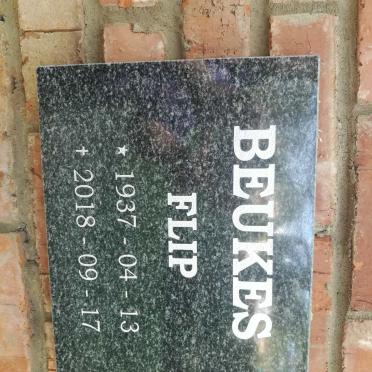 BEUKES
FLIP
★ 1937 - 04 - 13
✝ 2018 - 09 - 17